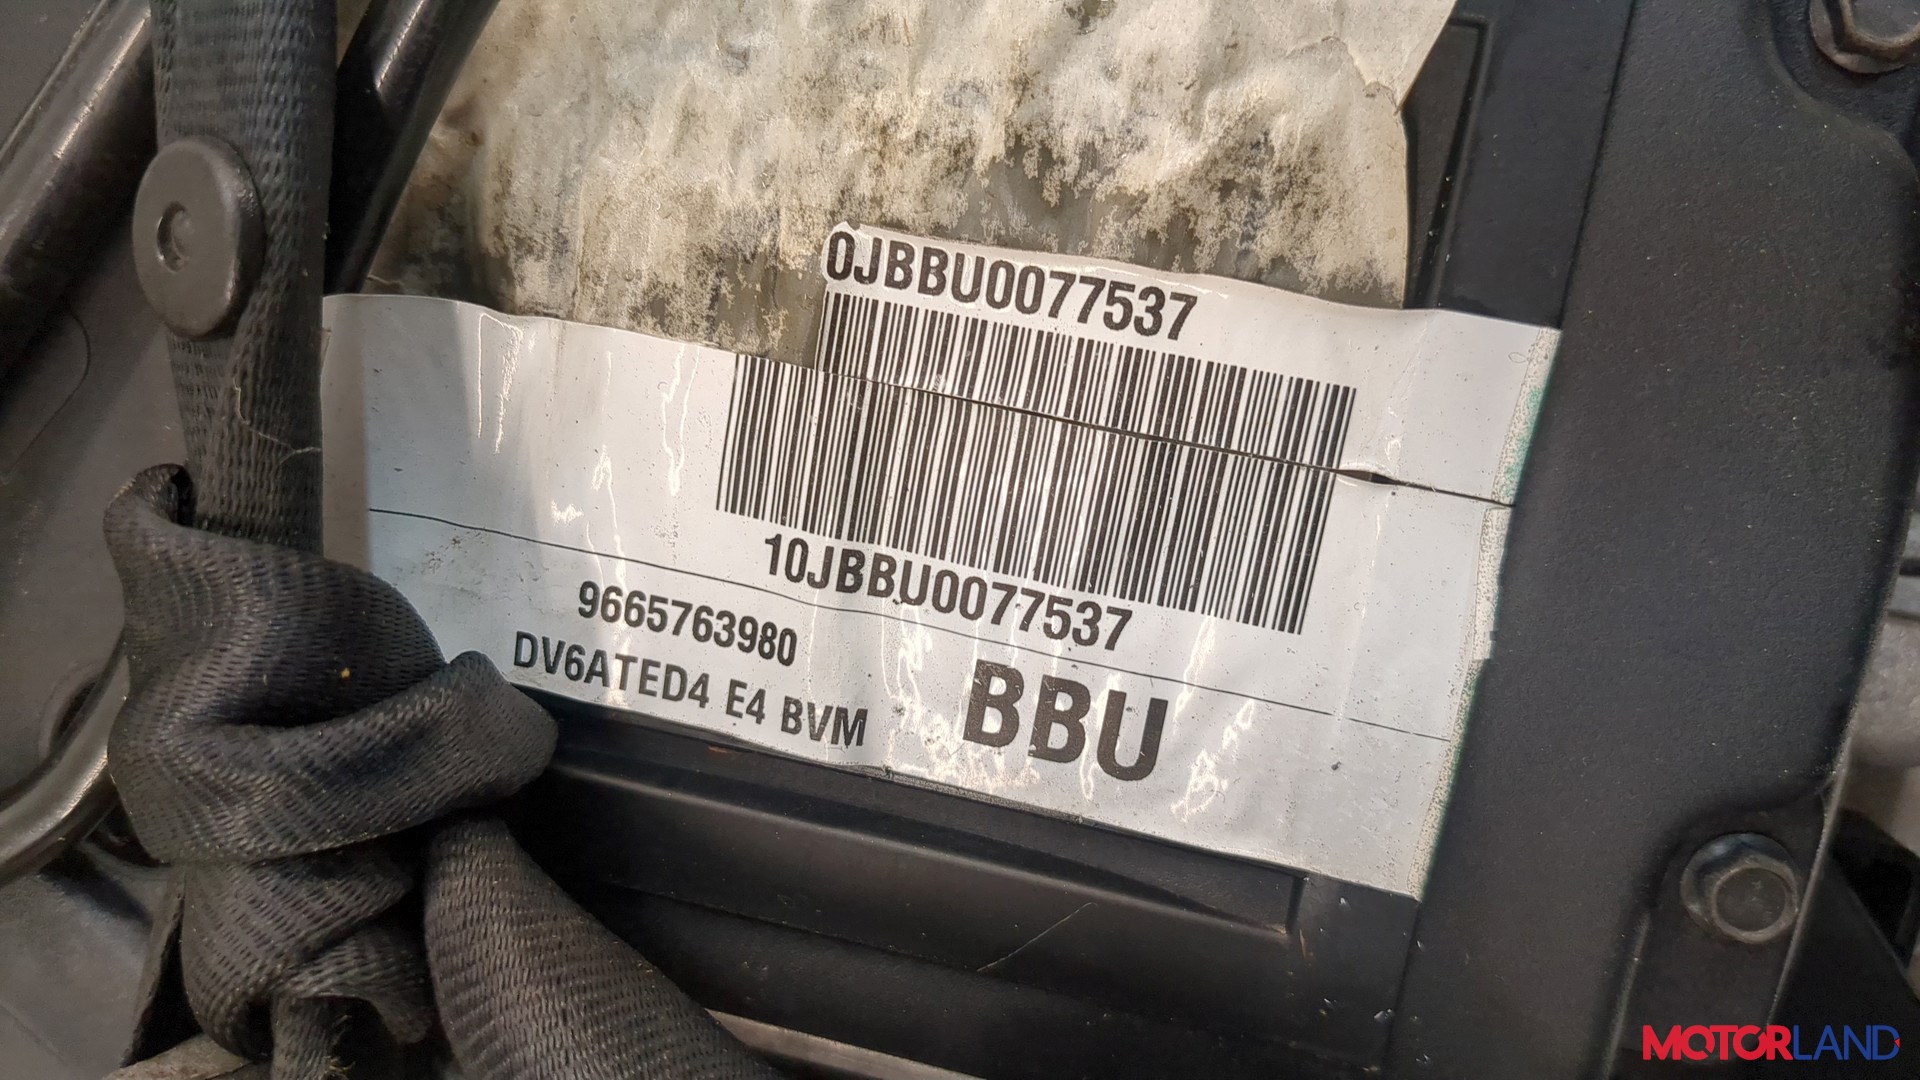 0JBBU0077537
10JBBU0077537
9665763980
DV6ATED4 E4 BVM
BBU
MOTORLAND